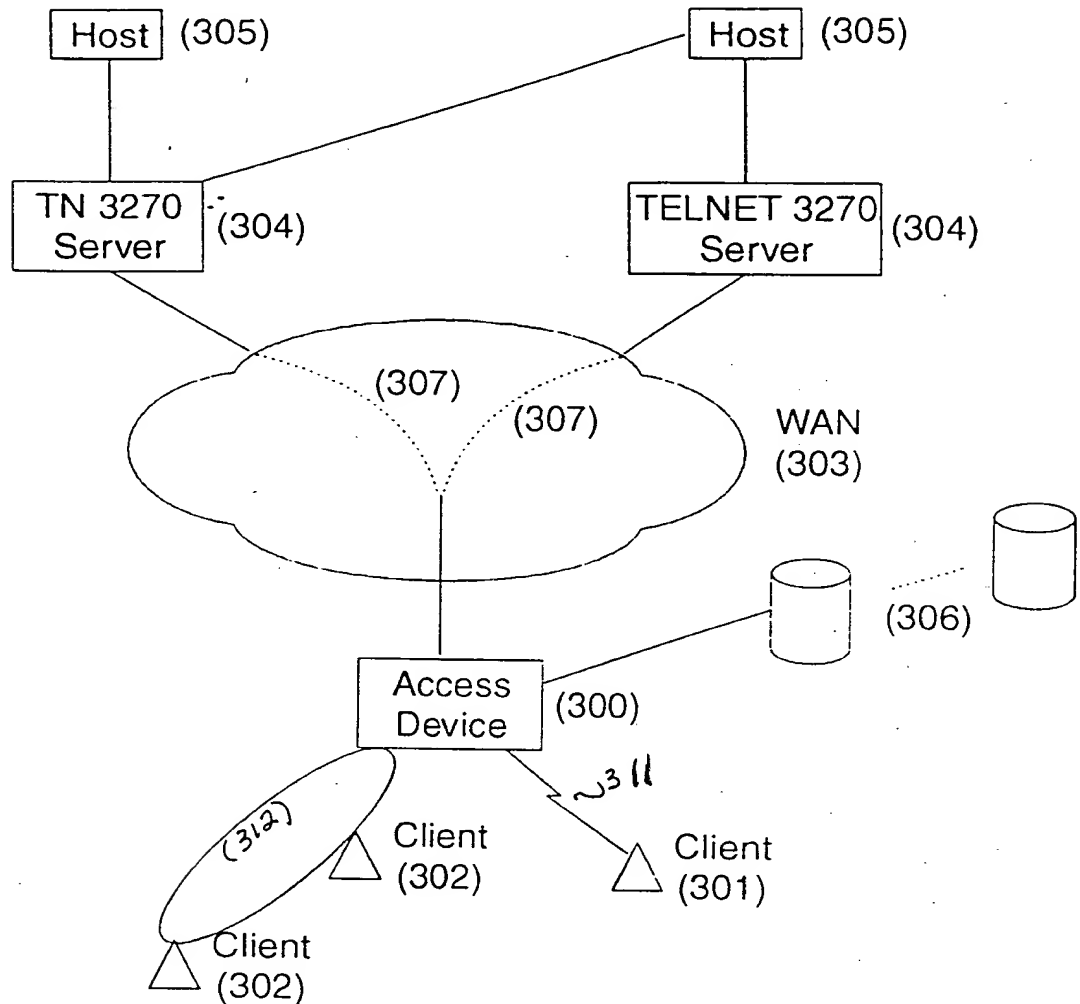 Host (305)
Host (305)
TN 3270
Server
(304)
TELNET 3270
Server
(304)
(307)
(307)
WAN
(303)
(306)
Access
Device
(300)
~311
(312)
Client
(302)
Client
(301)
Client
(302)